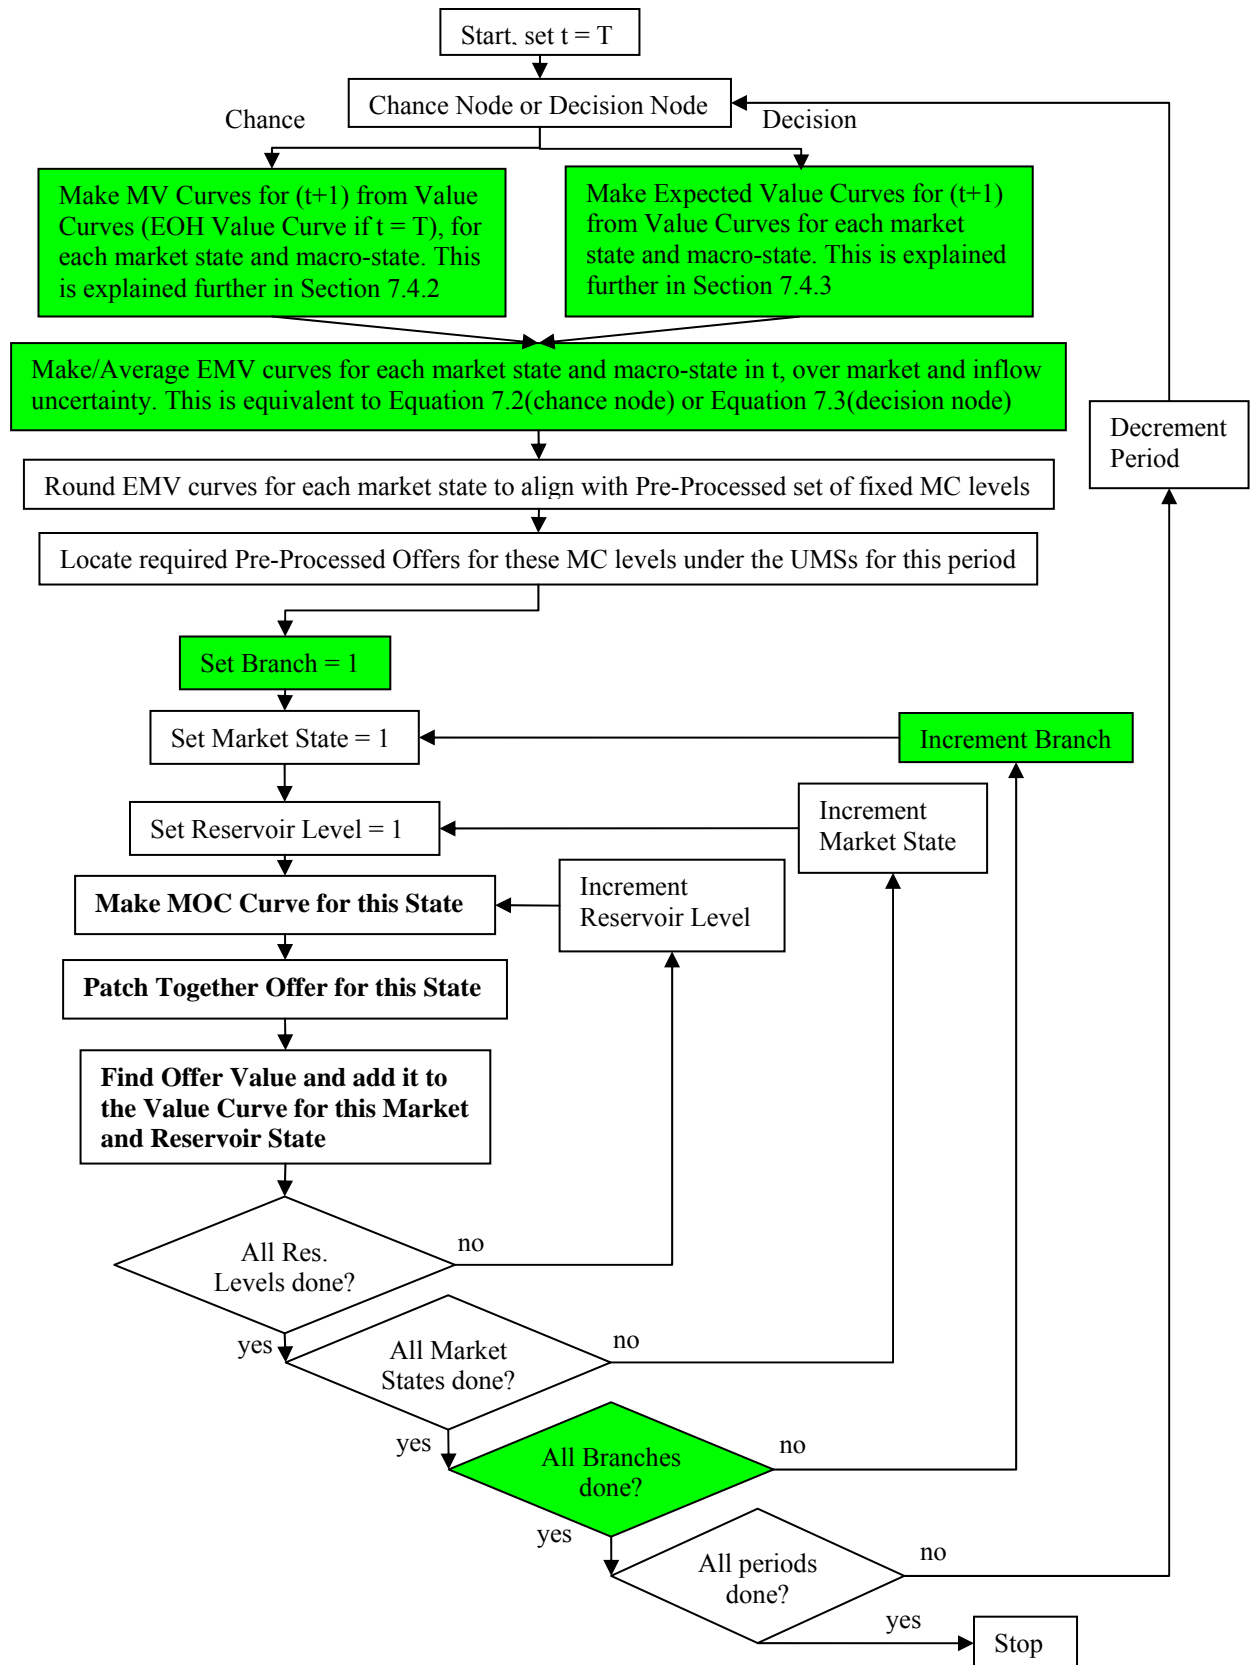 Start, set t = T
Chance Node or Decision Node
Chance
Decision
Make MV Curves for (t+1) from Value
Curves (EOH Value Curve if t = T), for
each market state and macro-state. This
is explained further in Section 7.4.2
Make Expected Value Curves for (t+1)
from Value Curves for each market
state and macro-state. This is explained
further in Section 7.4.3
Make/Average EMV curves for each market state and macro-state in t, over market and inflow
uncertainty. This is equivalent to Equation 7.2(chance node) or Equation 7.3(decision node)
Decrement
Period
Round EMV curves for each market state to align with Pre-Processed set of fixed MC levels
Locate required Pre-Processed Offers for these MC levels under the UMSs for this period
Set Branch = 1
Set Market State = 1
Increment Branch
Increment
Market State
Set Reservoir Level = 1
Increment
Reservoir Level
Make MOC Curve for this State
Patch Together Offer for this State
Find Offer Value and add it to
the Value Curve for this Market
and Reservoir State
All Res.
Levels done?
no
yes
All Market
States done?
no
yes
All Branches
done?
no
yes
All periods
done?
no
yes
Stop